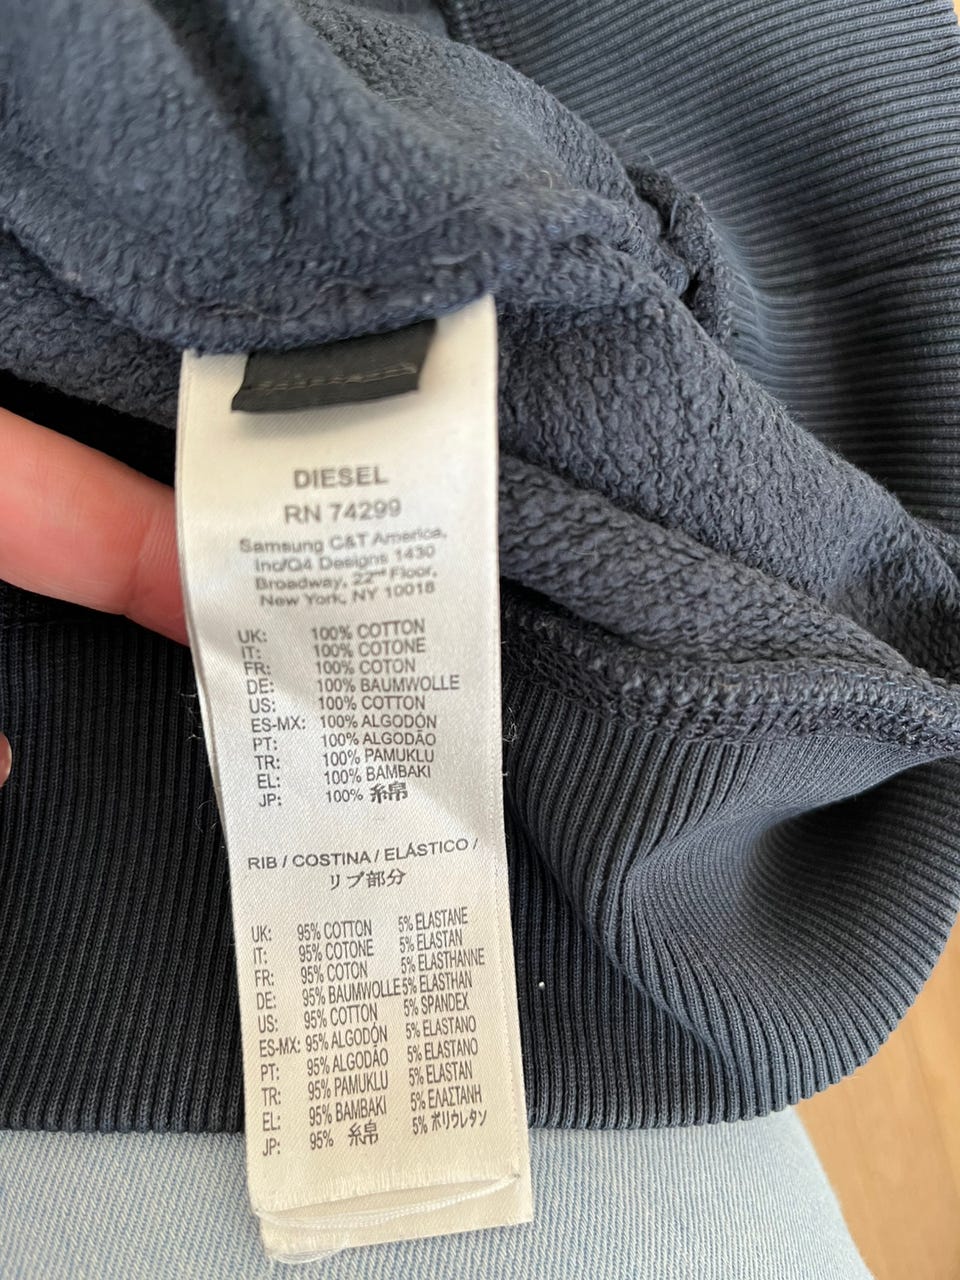 DIESEL
RN 74299
Samsung C&T America,
Inc/Q4 Designs 1430
Broadway, 22nd Floor,
New York, NY 10018
UK: 100% COTTON
IT: 100% COTONE
FR: 100% COTON
DE: 100% BAUMWOLLE
US: 100% COTTON
ES-MX: 100% ALGODÓN
PT: 100% ALGODÃO
TR: 100% PAMUKLU
EL: 100% BAMBAKI
JP: 100% 綿
RIB / COSTINA / ELÁSTICO /
リブ部分
UK: 95% COTTON 5% ELASTANE
IT: 95% COTONE 5% ELASTAN
FR: 95% COTON 5% ELASTHANNE
DE: 95% BAUMWOLLE 5% ELASTHAN
US: 95% COTTON 5% SPANDEX
ES-MX: 95% ALGODÓN 5% ELASTANO
PT: 95% ALGODÃO 5% ELASTANO
TR: 95% PAMUKLU 5% ELASTAN
EL: 95% BAMBAKI 5% ΕΛΑΣΤΑΝΗ
JP: 95% 綿 5% ポリウレタン